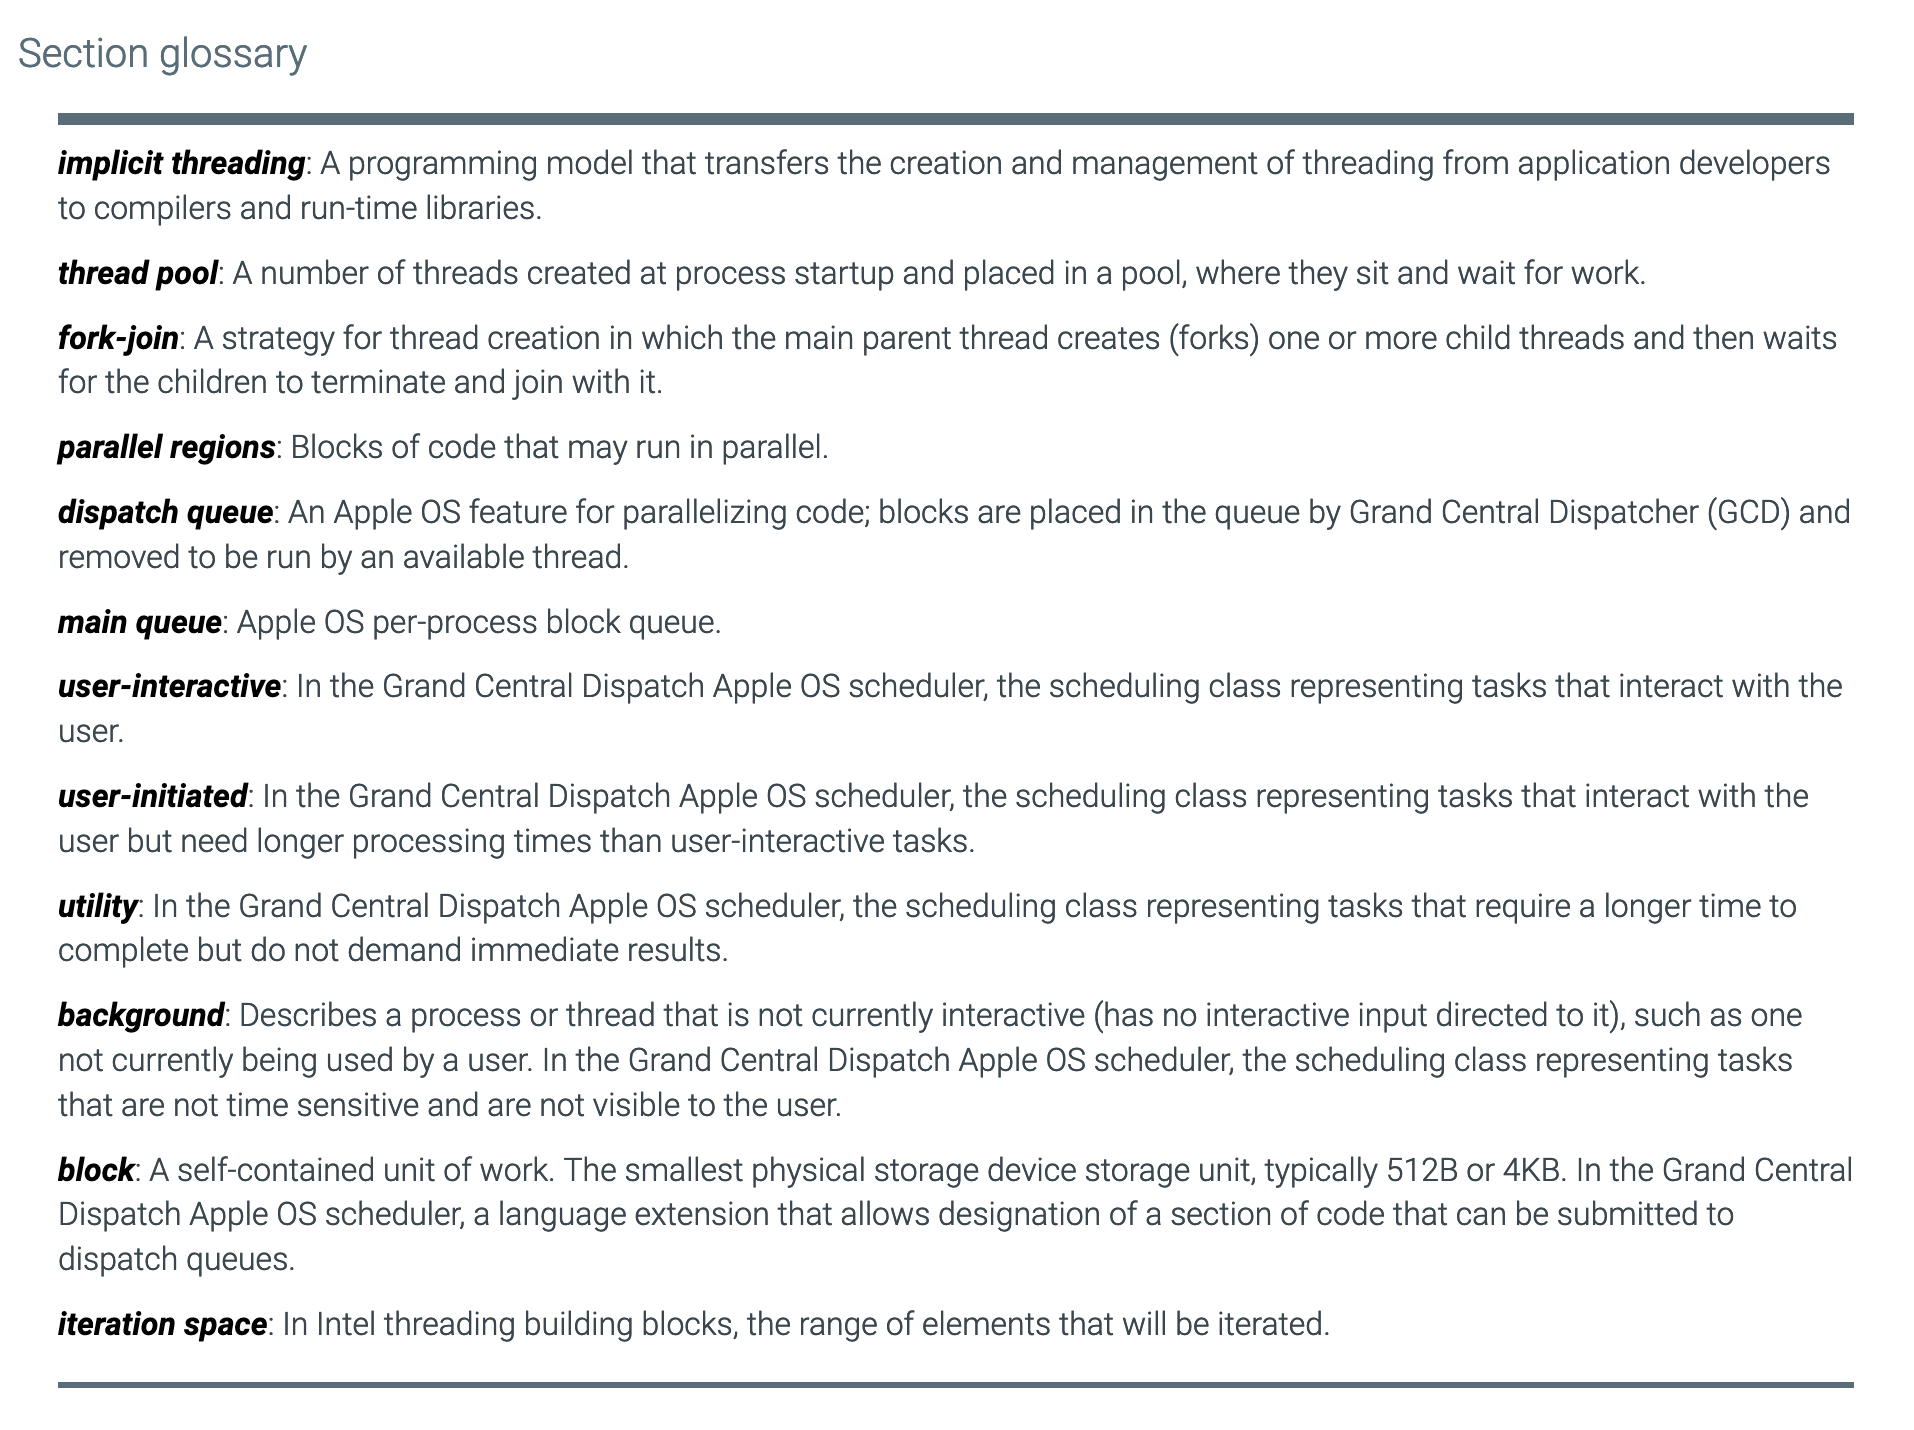 Section glossary
implicit threading: A programming model that transfers the creation and management of threading from application developers
to compilers and run-time libraries.
thread pool: A number of threads created at process startup and placed in a pool, where they sit and wait for work.
fork-join: A strategy for thread creation in which the main parent thread creates (forks) one or more child threads and then waits
for the children to terminate and join with it.
parallel regions: Blocks of code that may run in parallel.
dispatch queue: An Apple OS feature for parallelizing code; blocks are placed in the queue by Grand Central Dispatcher (GCD) and
removed to be run by an available thread.
main queue: Apple OS per-process block queue.
user-interactive: In the Grand Central Dispatch Apple OS scheduler, the scheduling class representing tasks that interact with the
user.
user-initiated: In the Grand Central Dispatch Apple OS scheduler, the scheduling class representing tasks that interact with the
user but need longer processing times than user-interactive tasks.
utility: In the Grand Central Dispatch Apple OS scheduler, the scheduling class representing tasks that require a longer time to
complete but do not demand immediate results.
background: Describes a process or thread that is not currently interactive (has no interactive input directed to it), such as one
not currently being used by a user. In the Grand Central Dispatch Apple OS scheduler, the scheduling class representing tasks
that are not time sensitive and are not visible to the user.
block: A self-contained unit of work. The smallest physical storage device storage unit, typically 512B or 4KB. In the Grand Central
Dispatch Apple OS scheduler, a language extension that allows designation of a section of code that can be submitted to
dispatch queues.
iteration space: In Intel threading building blocks, the range of elements that will be iterated.